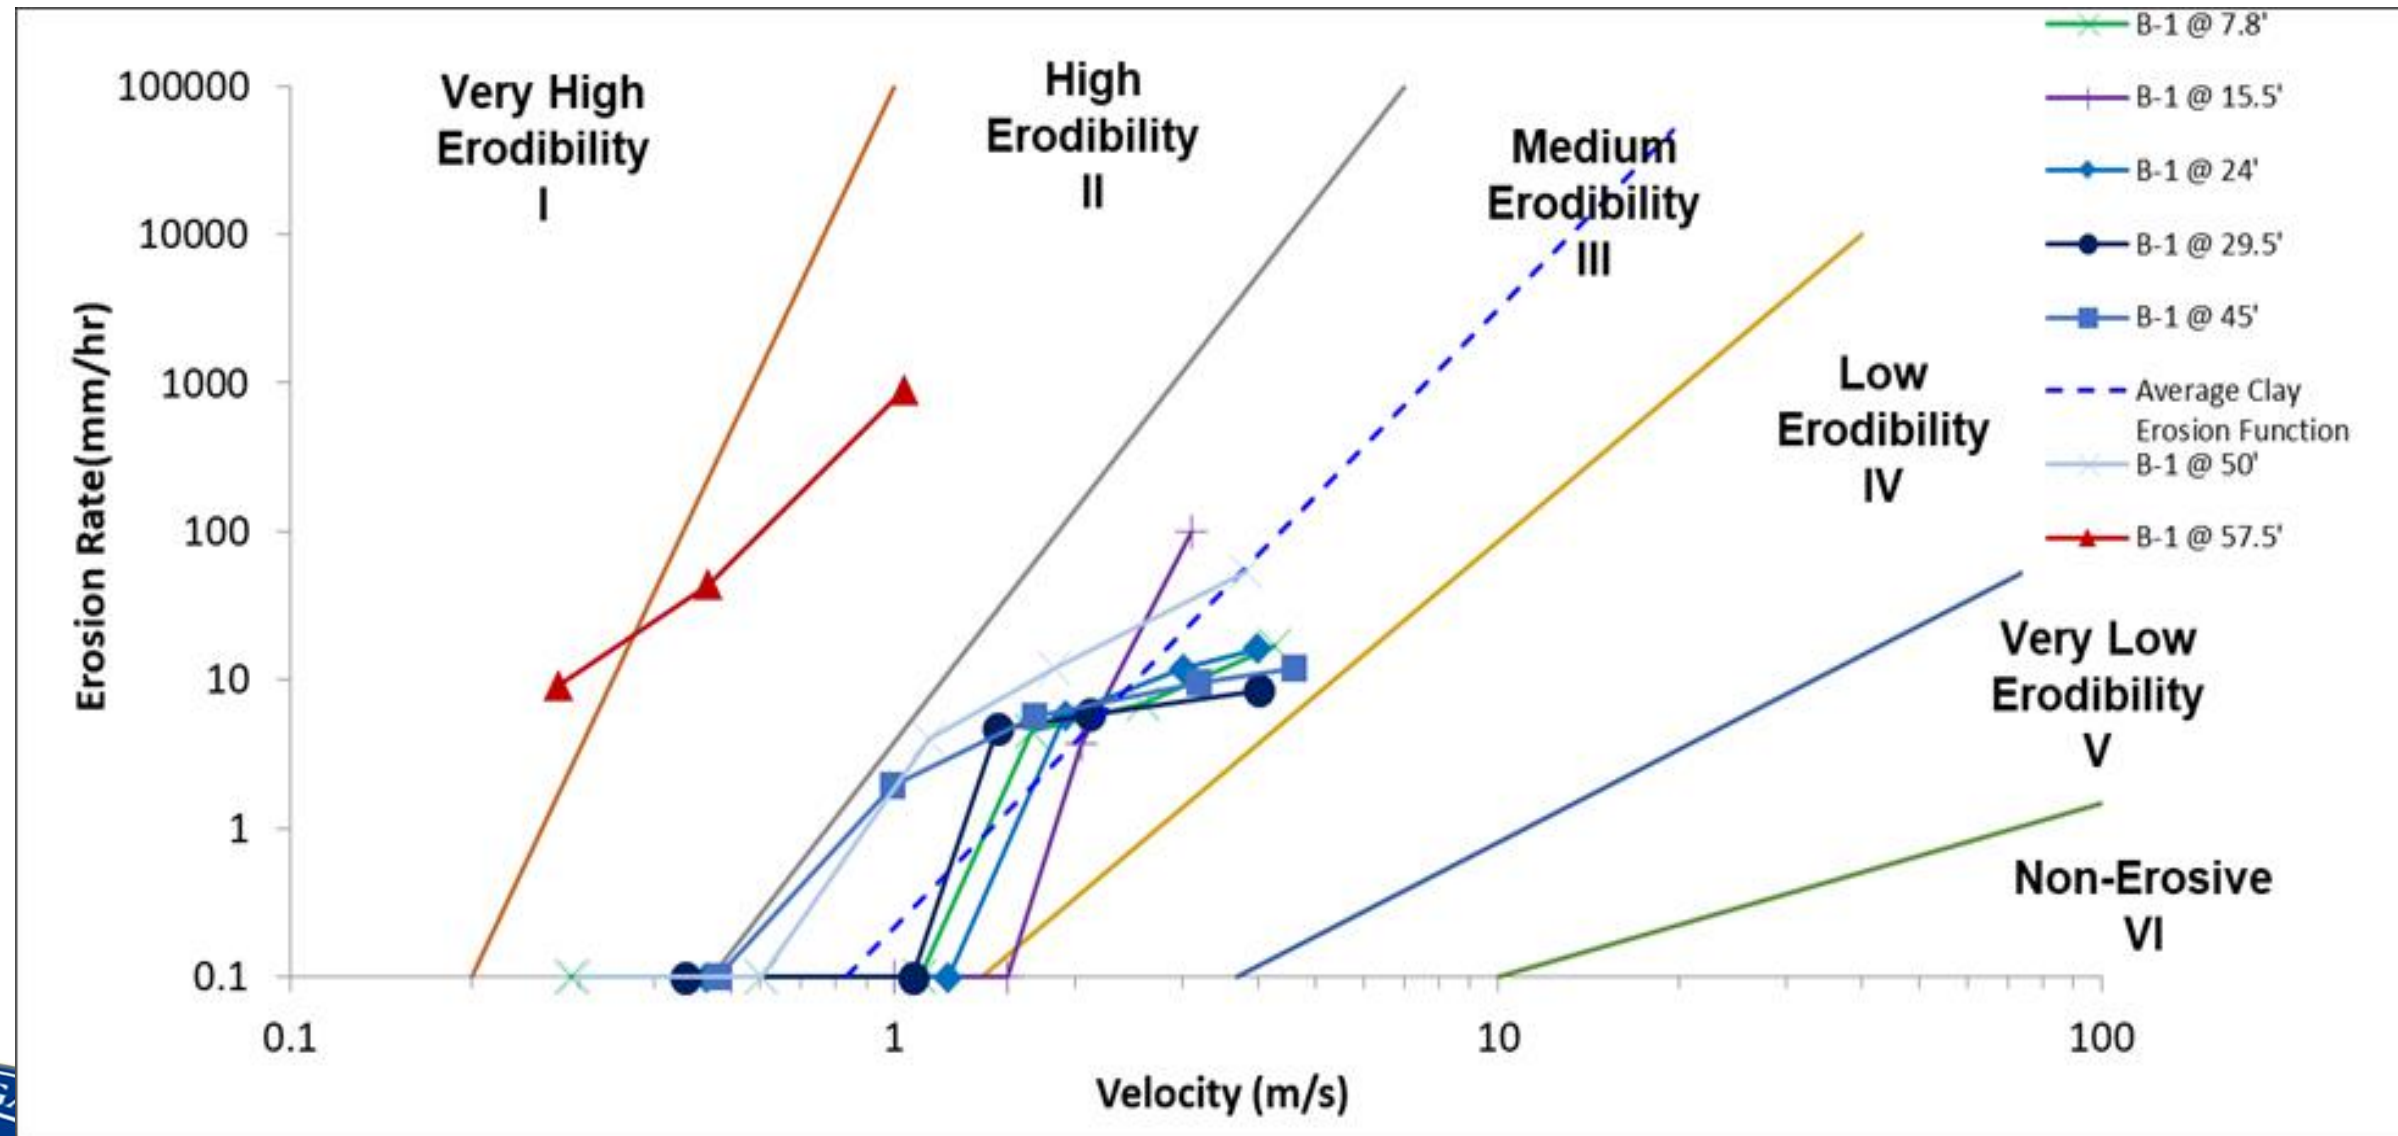 Very High
Erodibility
I
High
Erodibility
II
Medium
Erodibility
III
Low
Erodibility
IV
Very Low
Erodibility
V
Non-Erosive
VI
B-1 @ 7.8'
B-1 @ 15.5'
B-1 @ 24'
B-1 @ 29.5'
B-1 @ 45'
Average Clay
Erosion Function
B-1 @ 50'
B-1 @ 57.5'
Erosion Rate(mm/hr)
100000
10000
1000
100
10
1
0.1
0.1
1
10
100
Velocity (m/s)